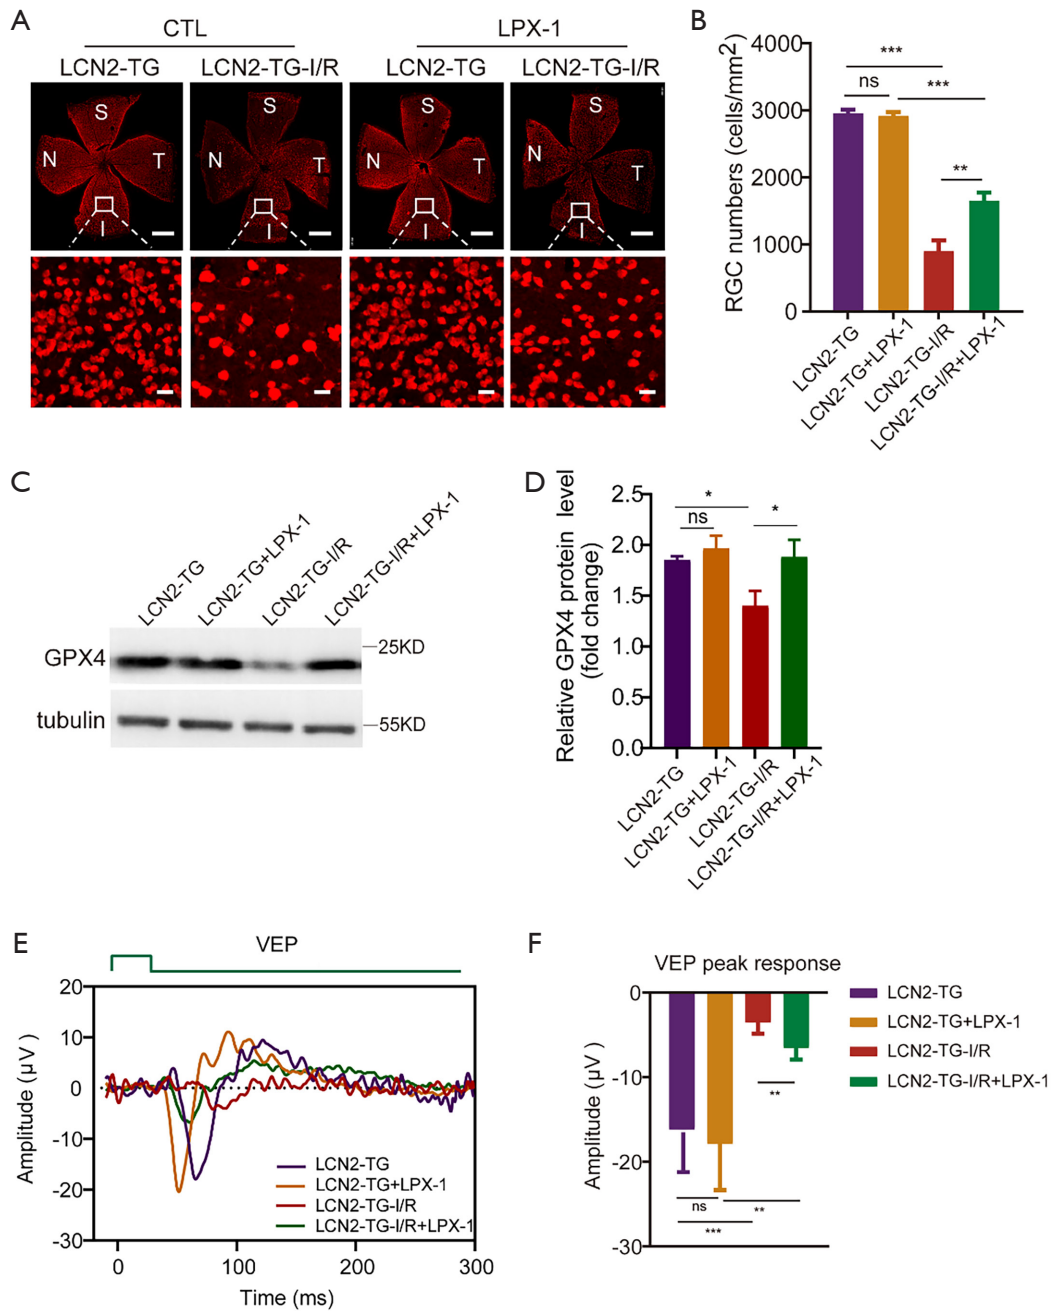 A
CTL
LPX-1
LCN2-TG
LCN2-TG-I/R
LCN2-TG
LCN2-TG-I/R
S
N
T
I
S
N
T
I
S
N
T
I
S
N
T
I
B
RGC numbers (cells/mm²)
4000
3000
2000
1000
0
***
ns
***
**
LCN2-TG
LCN2-TG+LPX-1
LCN2-TG-I/R
LCN2-TG-I/R+LPX-1
C
LCN2-TG
LCN2-TG+LPX-1
LCN2-TG-I/R
LCN2-TG-I/R+LPX-1
GPX4
25KD
tubulin
55KD
D
Relative GPX4 protein level
(fold change)
2.5
2.0
1.5
1.0
0.5
0.0
*
ns
*
LCN2-TG
LCN2-TG+LPX-1
LCN2-TG-I/R
LCN2-TG-I/R+LPX-1
E
VEP
Amplitude (µV )
20
10
0
-10
-20
-30
LCN2-TG
LCN2-TG+LPX-1
LCN2-TG-I/R
LCN2-TG-I/R+LPX-1
0
100
200
300
Time (ms)
F
VEP peak response
Amplitude (µV )
0
-10
-20
-30
**
ns
**
***
LCN2-TG
LCN2-TG+LPX-1
LCN2-TG-I/R
LCN2-TG-I/R+LPX-1